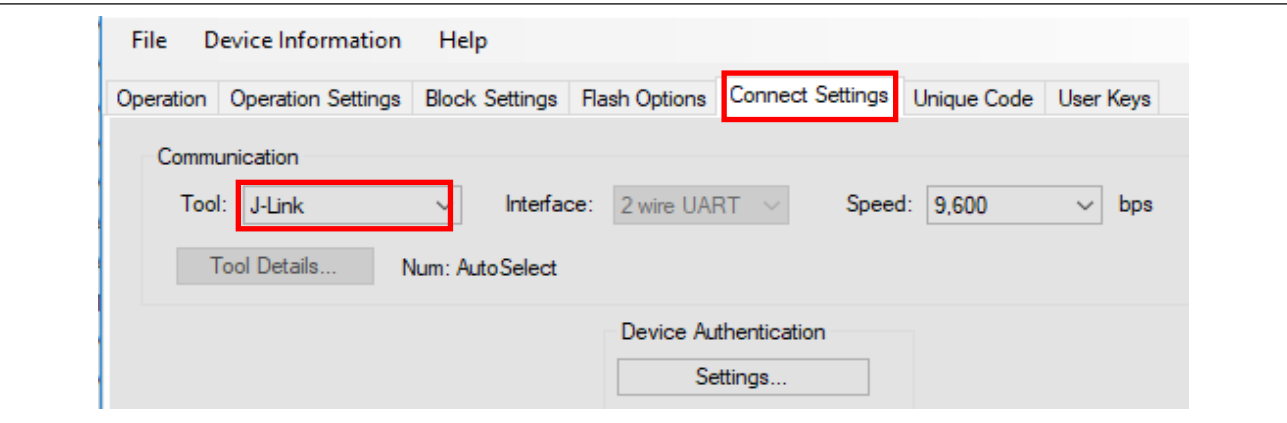 File Device Information Help
Operation Operation Settings Block Settings Flash Options Connect Settings Unique Code User Keys
Communication
Tool: J-Link Interface: 2 wire UART Speed: 9,600 bps
Tool Details... Num: AutoSelect
Device Authentication
Settings...